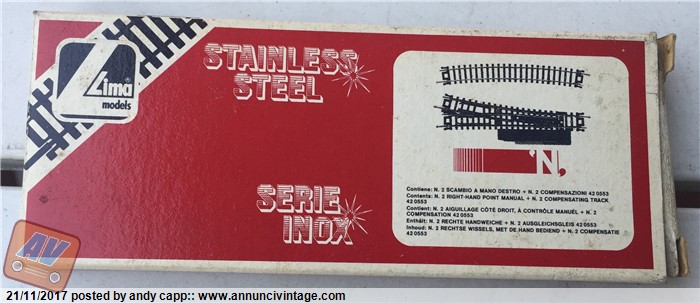 Lima
models
STAINLESS
STEEL
SERIE
INOX
"N"
Contiene: N. 2 SCAMBIO A MANO DESTRO + N. 2 COMPENSAZIONI 42 0553
Contents: N. 2 RIGHT-HAND POINT MANUAL + N. 2 COMPENSATING TRACK
42 0553
Contient: N. 2 AIGUILLAGE CÔTÉ DROIT, À CONTRÔLE MANUEL + N. 2
COMPENSATION 42 0553
Enthält: N. 2 RECHTE HANDWEICHE + N. 2 AUSGLEICHSGLEIS 42 0553
Inhoud: N. 2 RECHTSE WISSELS, MET DE HAND BEDIEND + N. 2 COMPENSATIE
42 0553
AV
21/11/2017 posted by andy capp:: www.annuncivintage.com